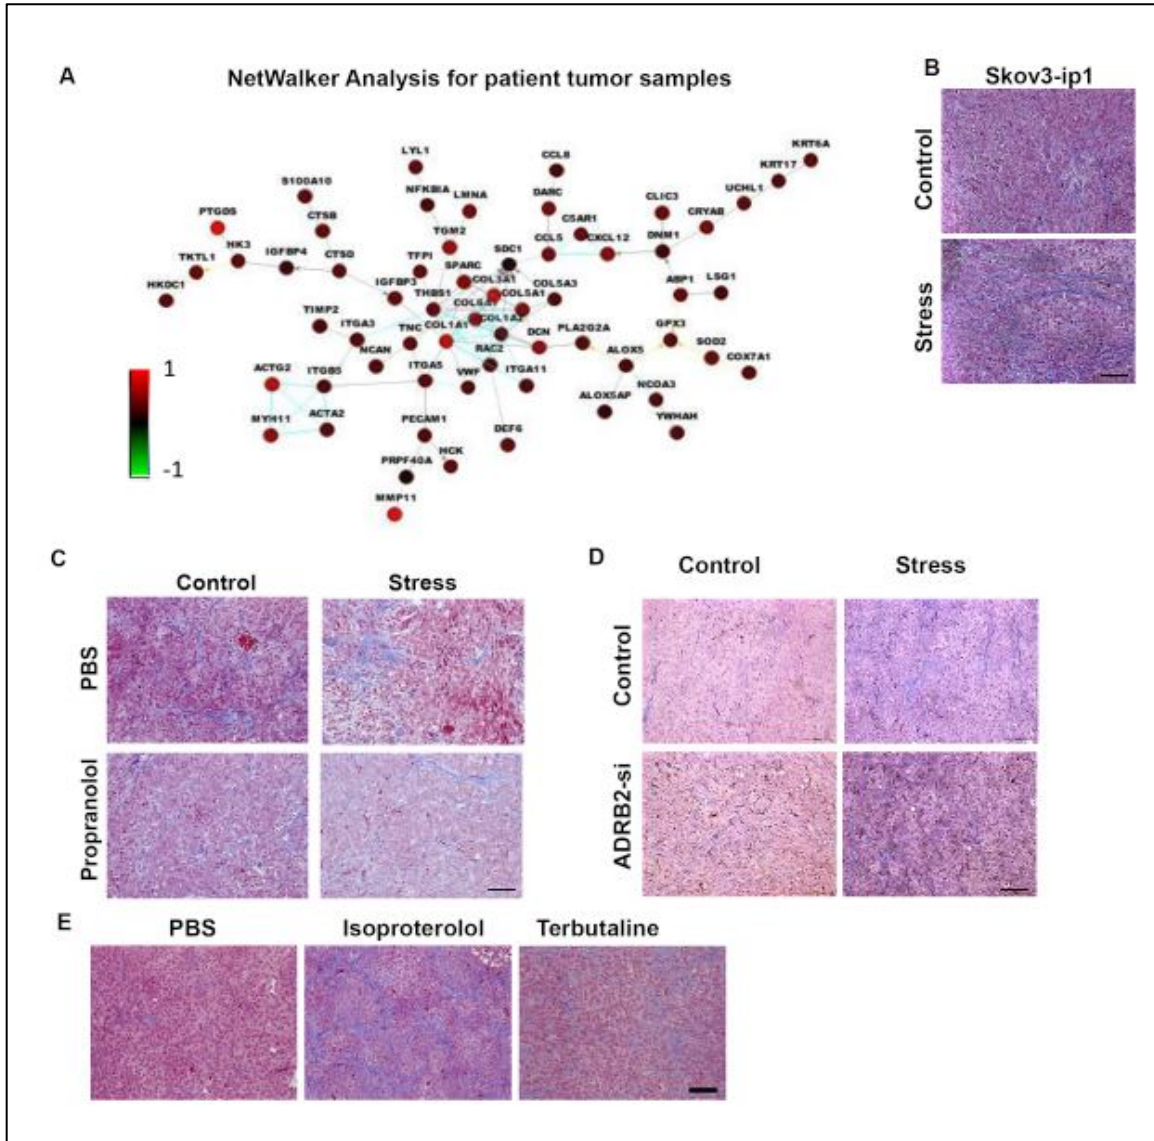 A
NetWalker Analysis for patient tumor samples
LYL1
CCL8
KRT6A
S100A10
NFKBIA
LMNA
DARC
CLIC3
UCHL1
KRT17
PTGDS
CTSB
TGM2
C5AR1
CRYAB
TKTL1
HK3
IGFBP4
CTSD
TFPI
SDC1
CCL5
CXCL12
DNM1
HKDC1
IGFBP3
SPARC
COL3A1
COL5A3
ABP1
LSG1
TIMP2
ITGA3
THBS1
COL5A1
TNC
COL1A1
COL1A2
DCN
PLA2G2A
GPX3
NCAN
RAC2
ALOX5
SOD2
COX7A1
ACTG2
ITGB5
ITGA5
VWF
ITGA11
ALOX5AP
NCOA3
MYH11
ACTA2
PECAM1
DEF6
YWHAH
PRPF40A
HCK
MMP11
1
-1
B
Skov3-ip1
Control
Stress
C
Control
Stress
PBS
Propranolol
D
Control
Stress
Control
ADRB2-si
E
PBS
Isoproterolol
Terbutaline